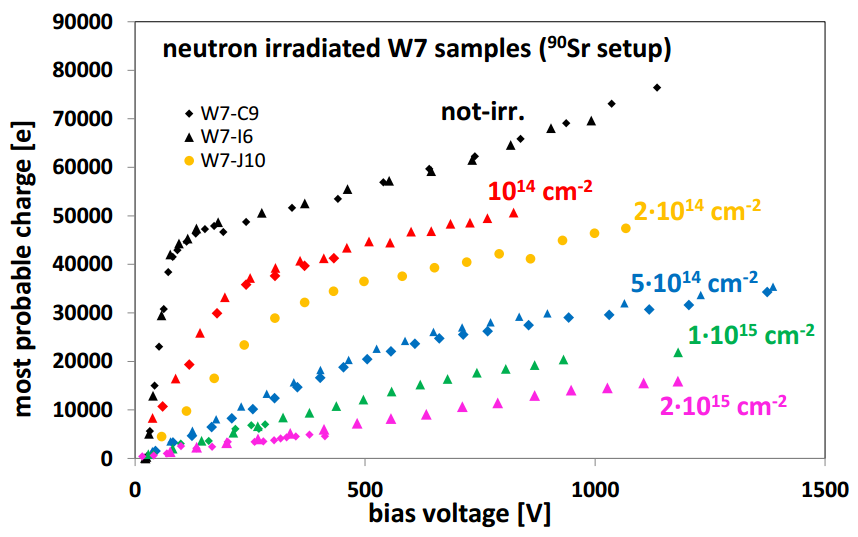 90000
80000
70000
60000
50000
40000
30000
20000
10000
0
most probable charge [e]
neutron irradiated W7 samples (⁹⁰Sr setup)
W7-C9
W7-I6
W7-J10
not-irr.
10¹⁴ cm⁻²
2·10¹⁴ cm⁻²
5·10¹⁴ cm⁻²
1·10¹⁵ cm⁻²
2·10¹⁵ cm⁻²
0 500 1000 1500
bias voltage [V]